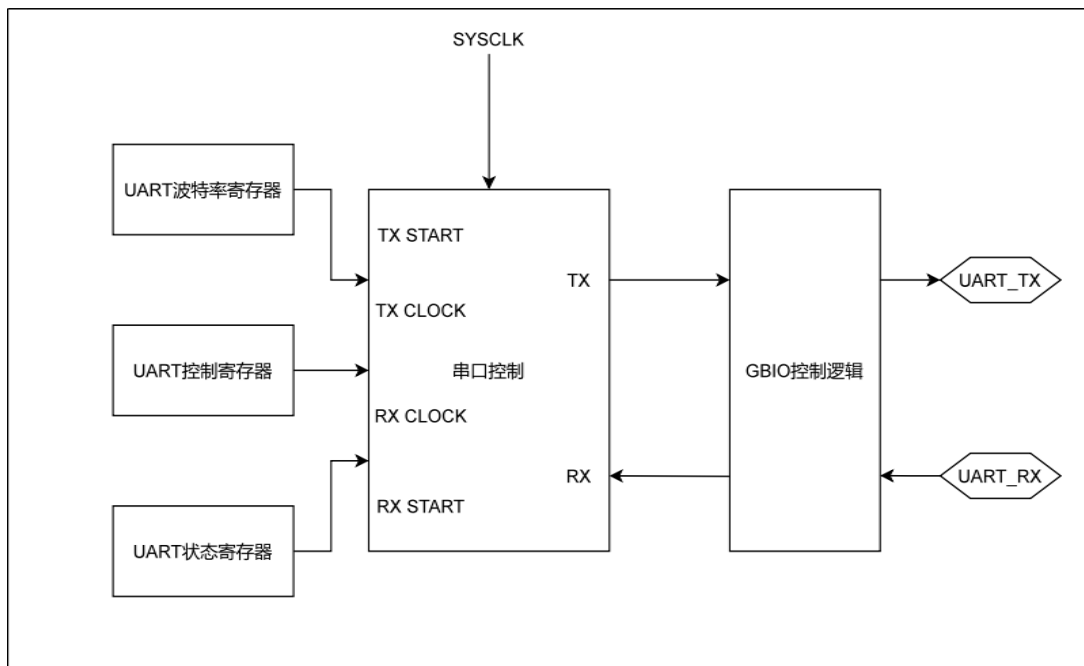 SYSCLK
UART波特率寄存器
TX START
TX
UART_TX
TX CLOCK
UART控制寄存器
串口控制
GBIO控制逻辑
RX CLOCK
RX
UART_RX
RX START
UART状态寄存器